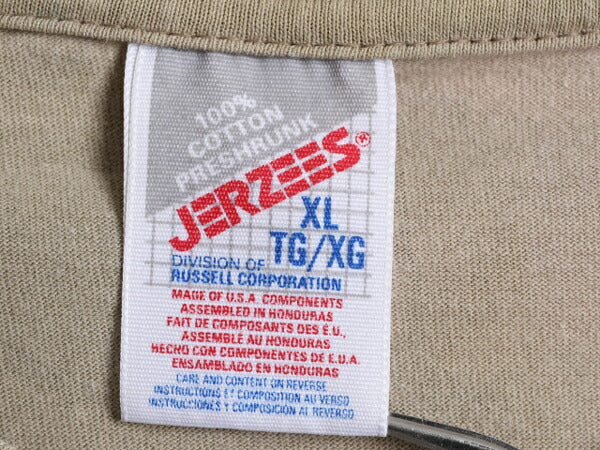 100%
COTTON
PRESHRUNK
JERZEES®
XL
TG/XG
DIVISION OF
RUSSELL CORPORATION
MADE OF U.S.A. COMPONENTS
ASSEMBLED IN HONDURAS
FAIT DE COMPOSANTS DES É.U.,
ASSEMBLÉ AU HONDURAS
HECHO CON COMPONENTES DE E.U.A.
ENSAMBLADO EN HONDURAS
CARE AND CONTENT ON REVERSE
INSTRUCTIONS ET COMPOSITION AU VERSO
INSTRUCCIONES Y COMPOSICIÓN AL REVERSO